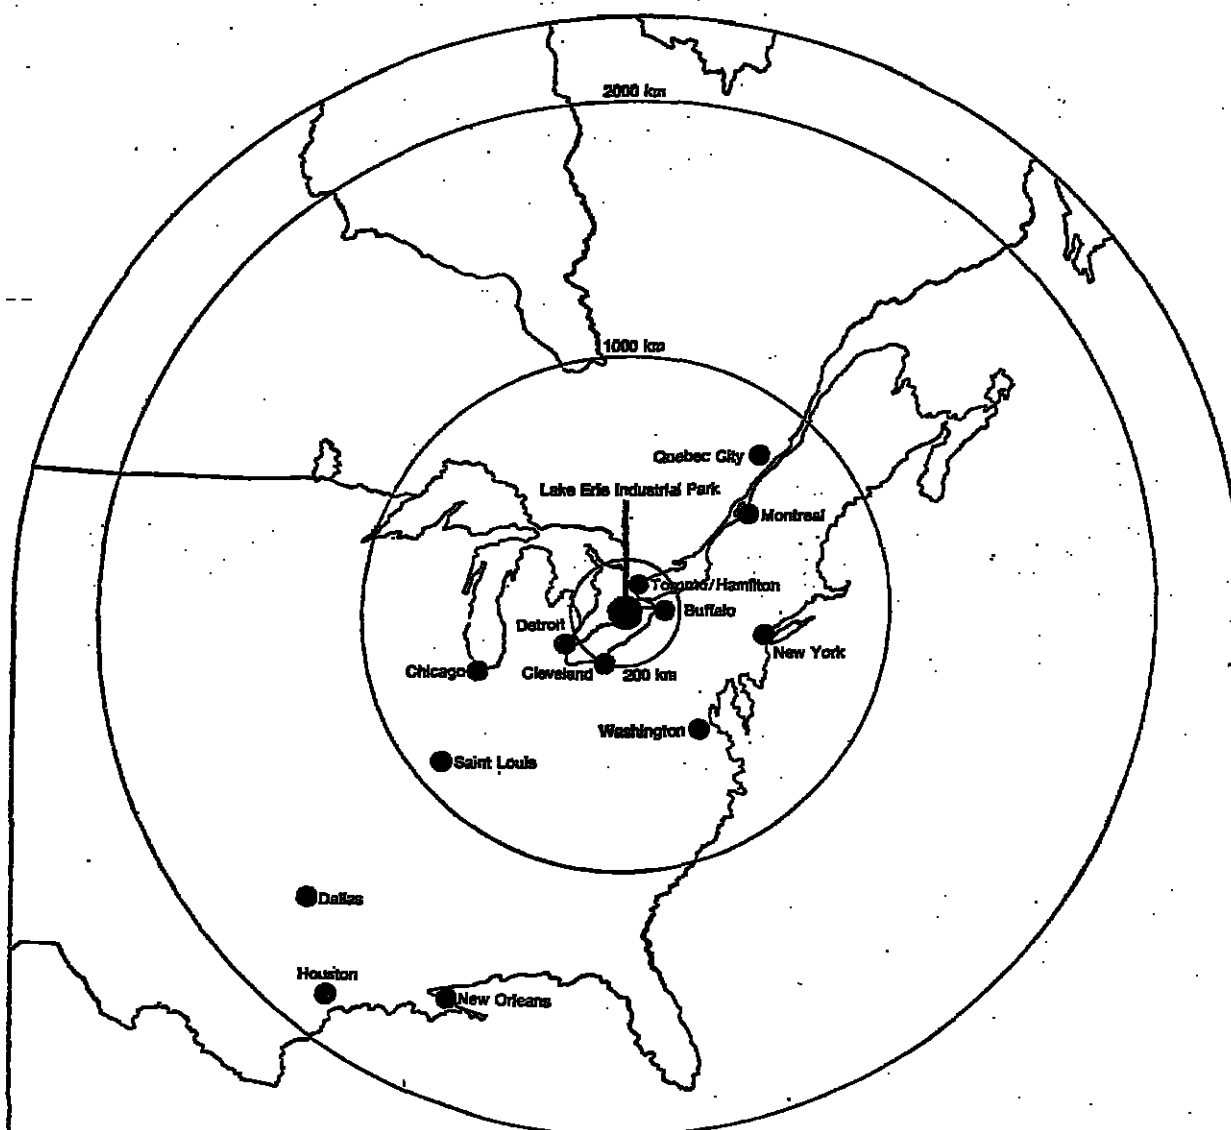 2000 km
1000 km
Quebec City
Lake Erie Industrial Park
Montreal
Toronto/Hamilton
Buffalo
Detroit
New York
Chicago
Cleveland
200 km
Washington
Saint Louis
Dallas
Houston
New Orleans